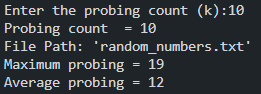 Enter the probing count (k):10
Probing count  = 10
File Path: 'random_numbers.txt'
Maximum probing = 19
Average probing = 12